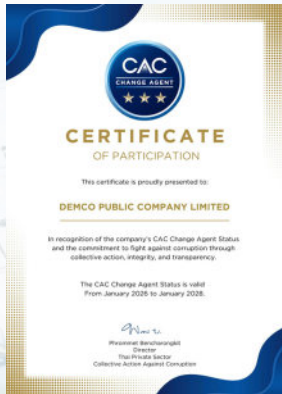 CAC
CHANGE AGENT
CERTIFICATE
OF PARTICIPATION
This certificate is proudly presented to:
DEMCO PUBLIC COMPANY LIMITED
In recognition of the company's CAC Change Agent Status
and the commitment to fight against corruption through
collective action, integrity, and transparency.
The CAC Change Agent Status is valid
From January 2026 to January 2028.
Phrommet Bencharongkit
Director
Thai Private Sector
Collective Action Against Corruption